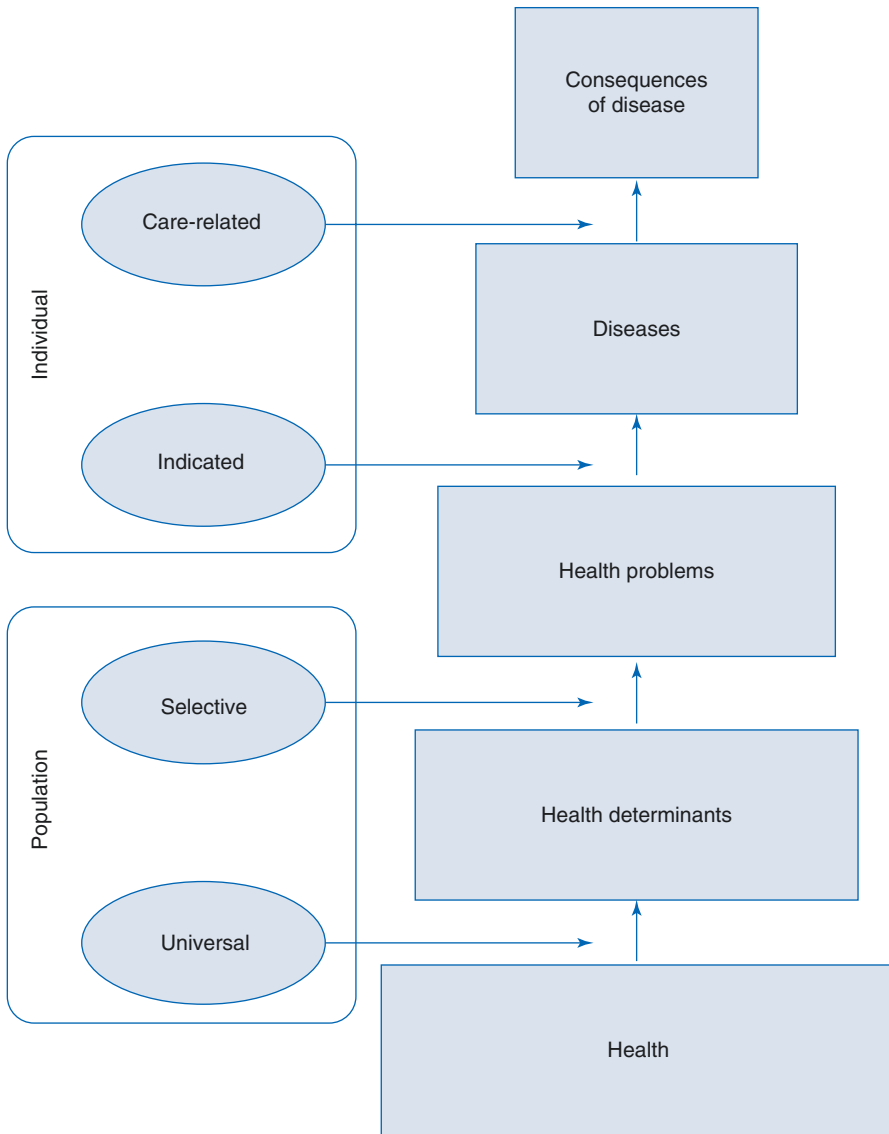 Consequences
of disease
Individual
Care-related
Diseases
Indicated
Health problems
Population
Selective
Health determinants
Universal
Health